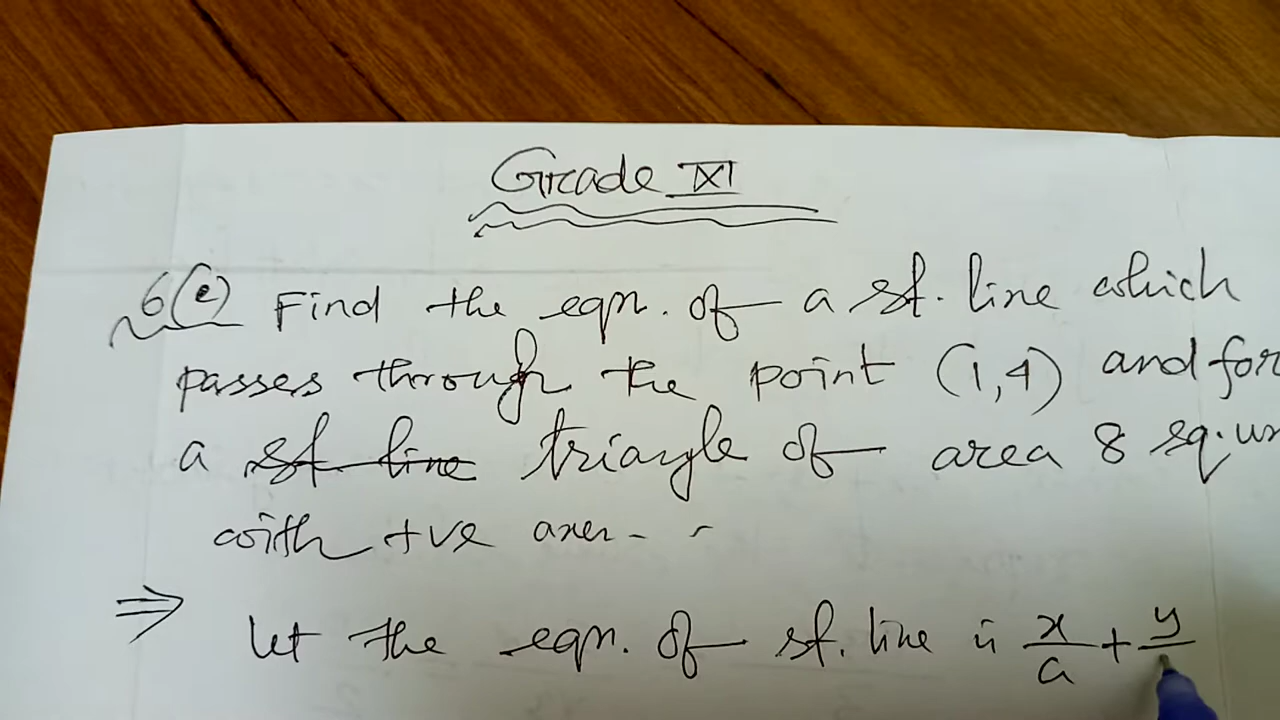 Grade XI
6(e) Find the eqn. of a st. line which
passes through the point (1,4) and for
a st. line triangle of area 8 sq. un
with +ve axes -
⇒ let the eqn. of st. line is x/a + y/